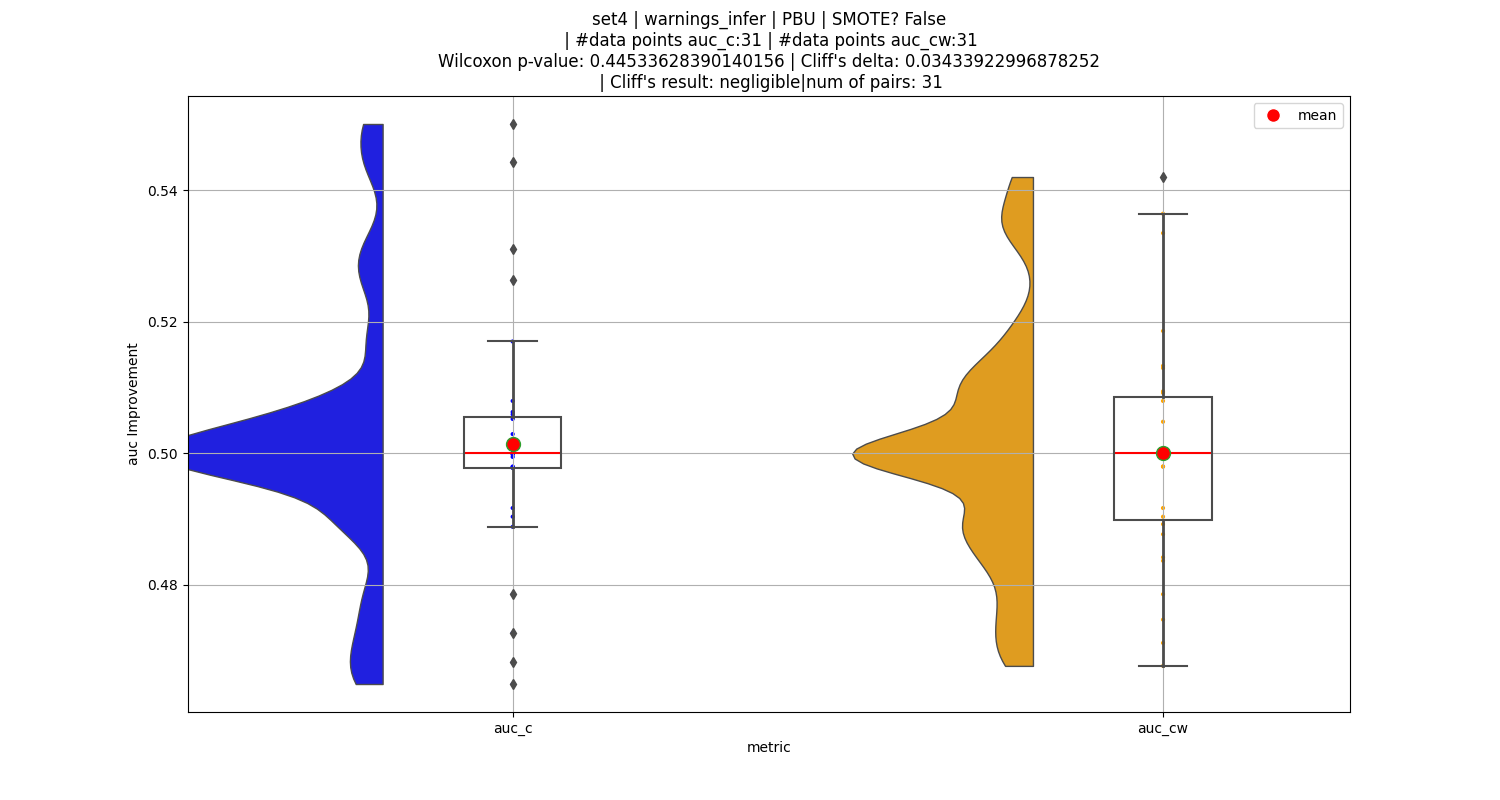 set4 | warnings_infer | PBU | SMOTE? False
| #data points auc_c:31 | #data points auc_cw:31
Wilcoxon p-value: 0.44533628390140156 | Cliff's delta: 0.03433922996878252
| Cliff's result: negligible|num of pairs: 31
mean
0.54
0.52
0.50
0.48
auc Improvement
auc_c
auc_cw
metric